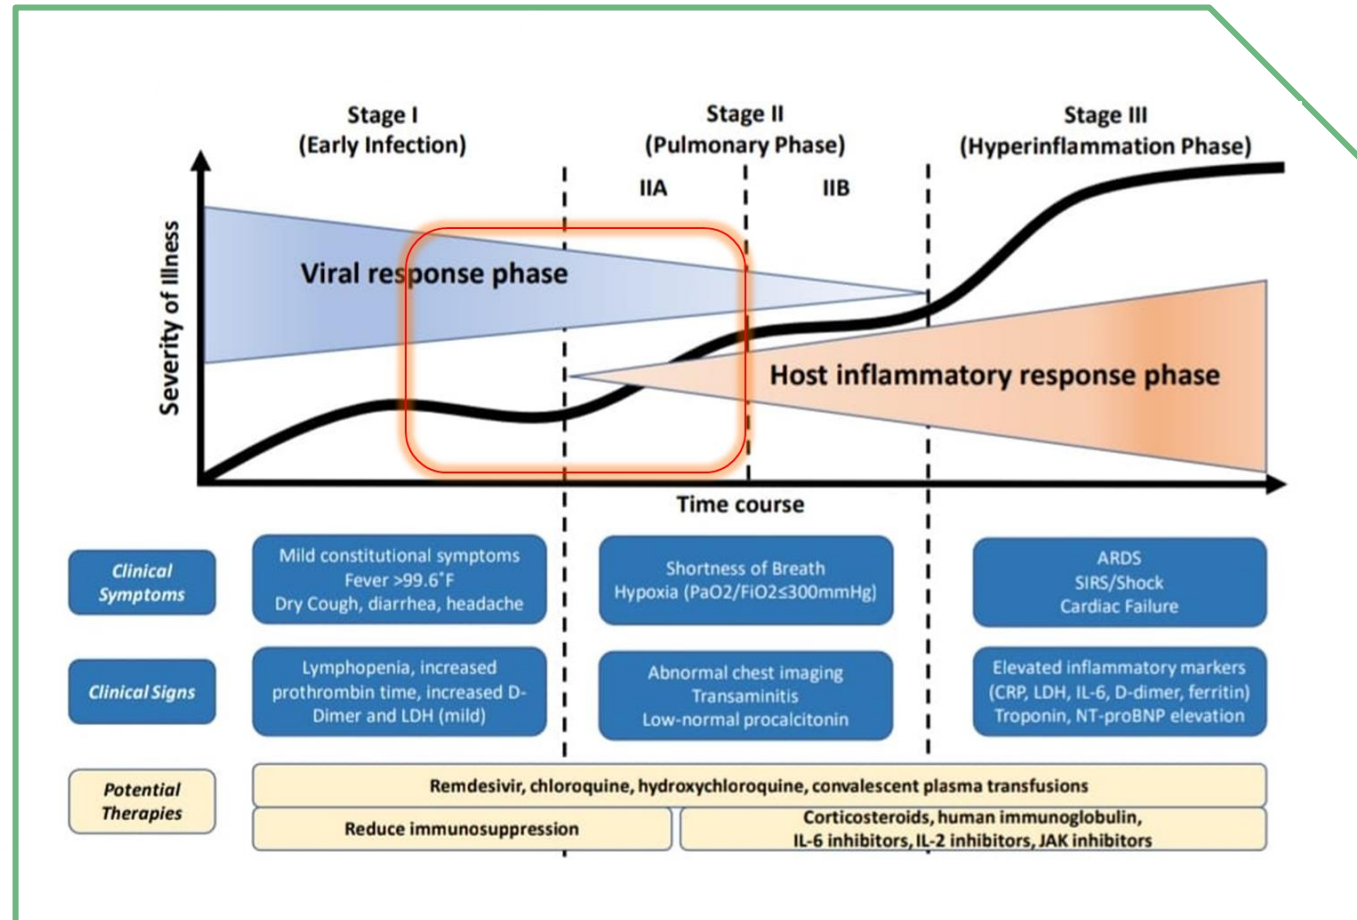 Stage I
(Early Infection)
Stage II
(Pulmonary Phase)
Stage III
(Hyperinflammation Phase)
IIA
IIB
Severity of Illness
Viral response phase
Host inflammatory response phase
Time course
Clinical
Symptoms
Mild constitutional symptoms
Fever >99.6˚F
Dry Cough, diarrhea, headache
Shortness of Breath
Hypoxia (PaO2/FiO2≤300mmHg)
ARDS
SIRS/Shock
Cardiac Failure
Clinical Signs
Lymphopenia, increased
prothrombin time, increased D-
Dimer and LDH (mild)
Abnormal chest imaging
Transaminitis
Low-normal procalcitonin
Elevated inflammatory markers
(CRP, LDH, IL-6, D-dimer, ferritin)
Troponin, NT-proBNP elevation
Potential
Therapies
Remdesivir, chloroquine, hydroxychloroquine, convalescent plasma transfusions
Reduce immunosuppression
Corticosteroids, human immunoglobulin,
IL-6 inhibitors, IL-2 inhibitors, JAK inhibitors